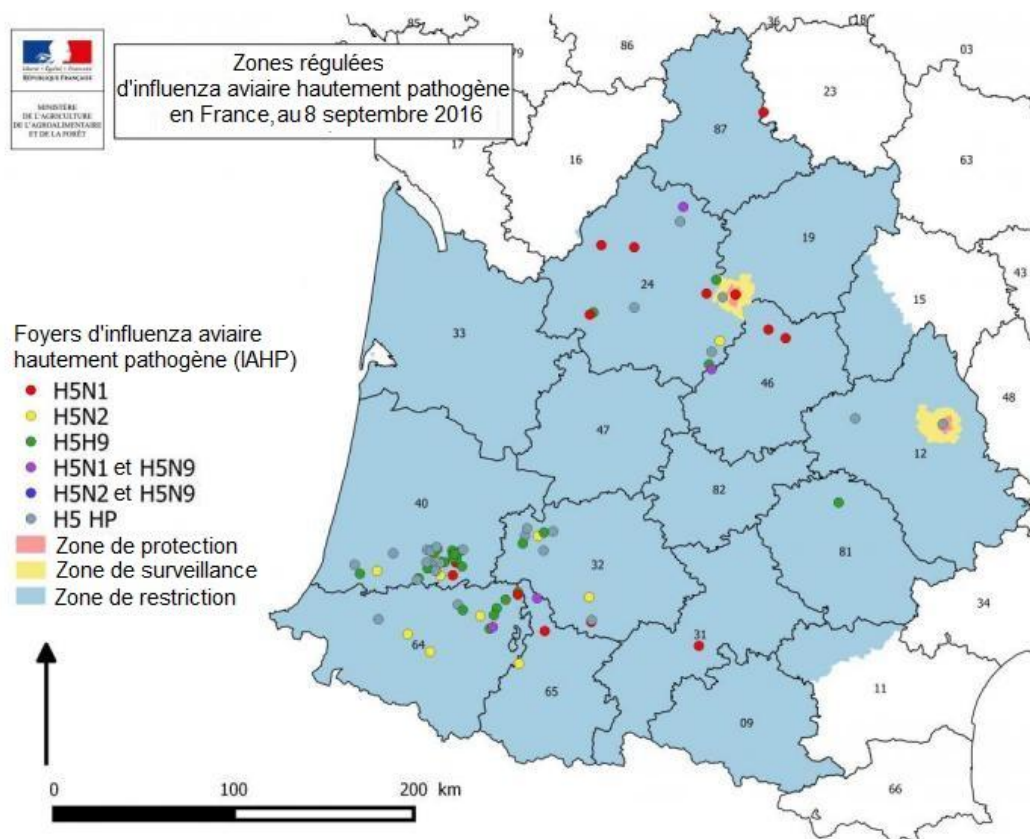 Liberté • Égalité • Fraternité
RÉPUBLIQUE FRANÇAISE
MINISTÈRE
DE L'AGRICULTURE
DE L'AGROALIMENTAIRE
ET DE LA FORÊT
Zones régulées
d'influenza aviaire hautement pathogène
en France, au 8 septembre 2016
85
79
86
36
18
03
23
87
17
16
63
19
24
15
43
33
46
48
47
12
82
40
81
32
34
31
64
65
11
09
66
Foyers d'influenza aviaire
hautement pathogène (IAHP)
H5N1
H5N2
H5H9
H5N1 et H5N9
H5N2 et H5N9
H5 HP
Zone de protection
Zone de surveillance
Zone de restriction
0 100 200 km